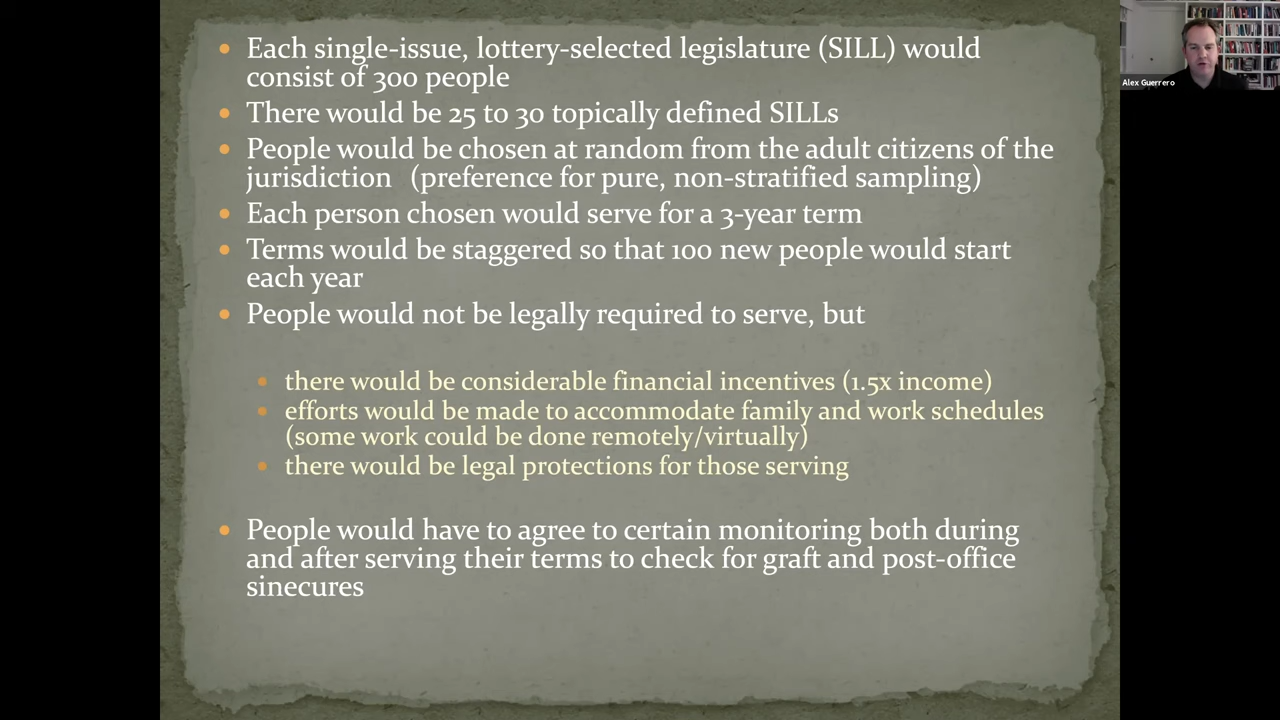 Each single-issue, lottery-selected legislature (SILL) would
consist of 300 people
There would be 25 to 30 topically defined SILLs
People would be chosen at random from the adult citizens of the
jurisdiction (preference for pure, non-stratified sampling)
Each person chosen would serve for a 3-year term
Terms would be staggered so that 100 new people would start
each year
People would not be legally required to serve, but
there would be considerable financial incentives (1.5x income)
efforts would be made to accommodate family and work schedules
(some work could be done remotely/virtually)
there would be legal protections for those serving
People would have to agree to certain monitoring both during
and after serving their terms to check for graft and post-office
sinecures
Alex Guerrero